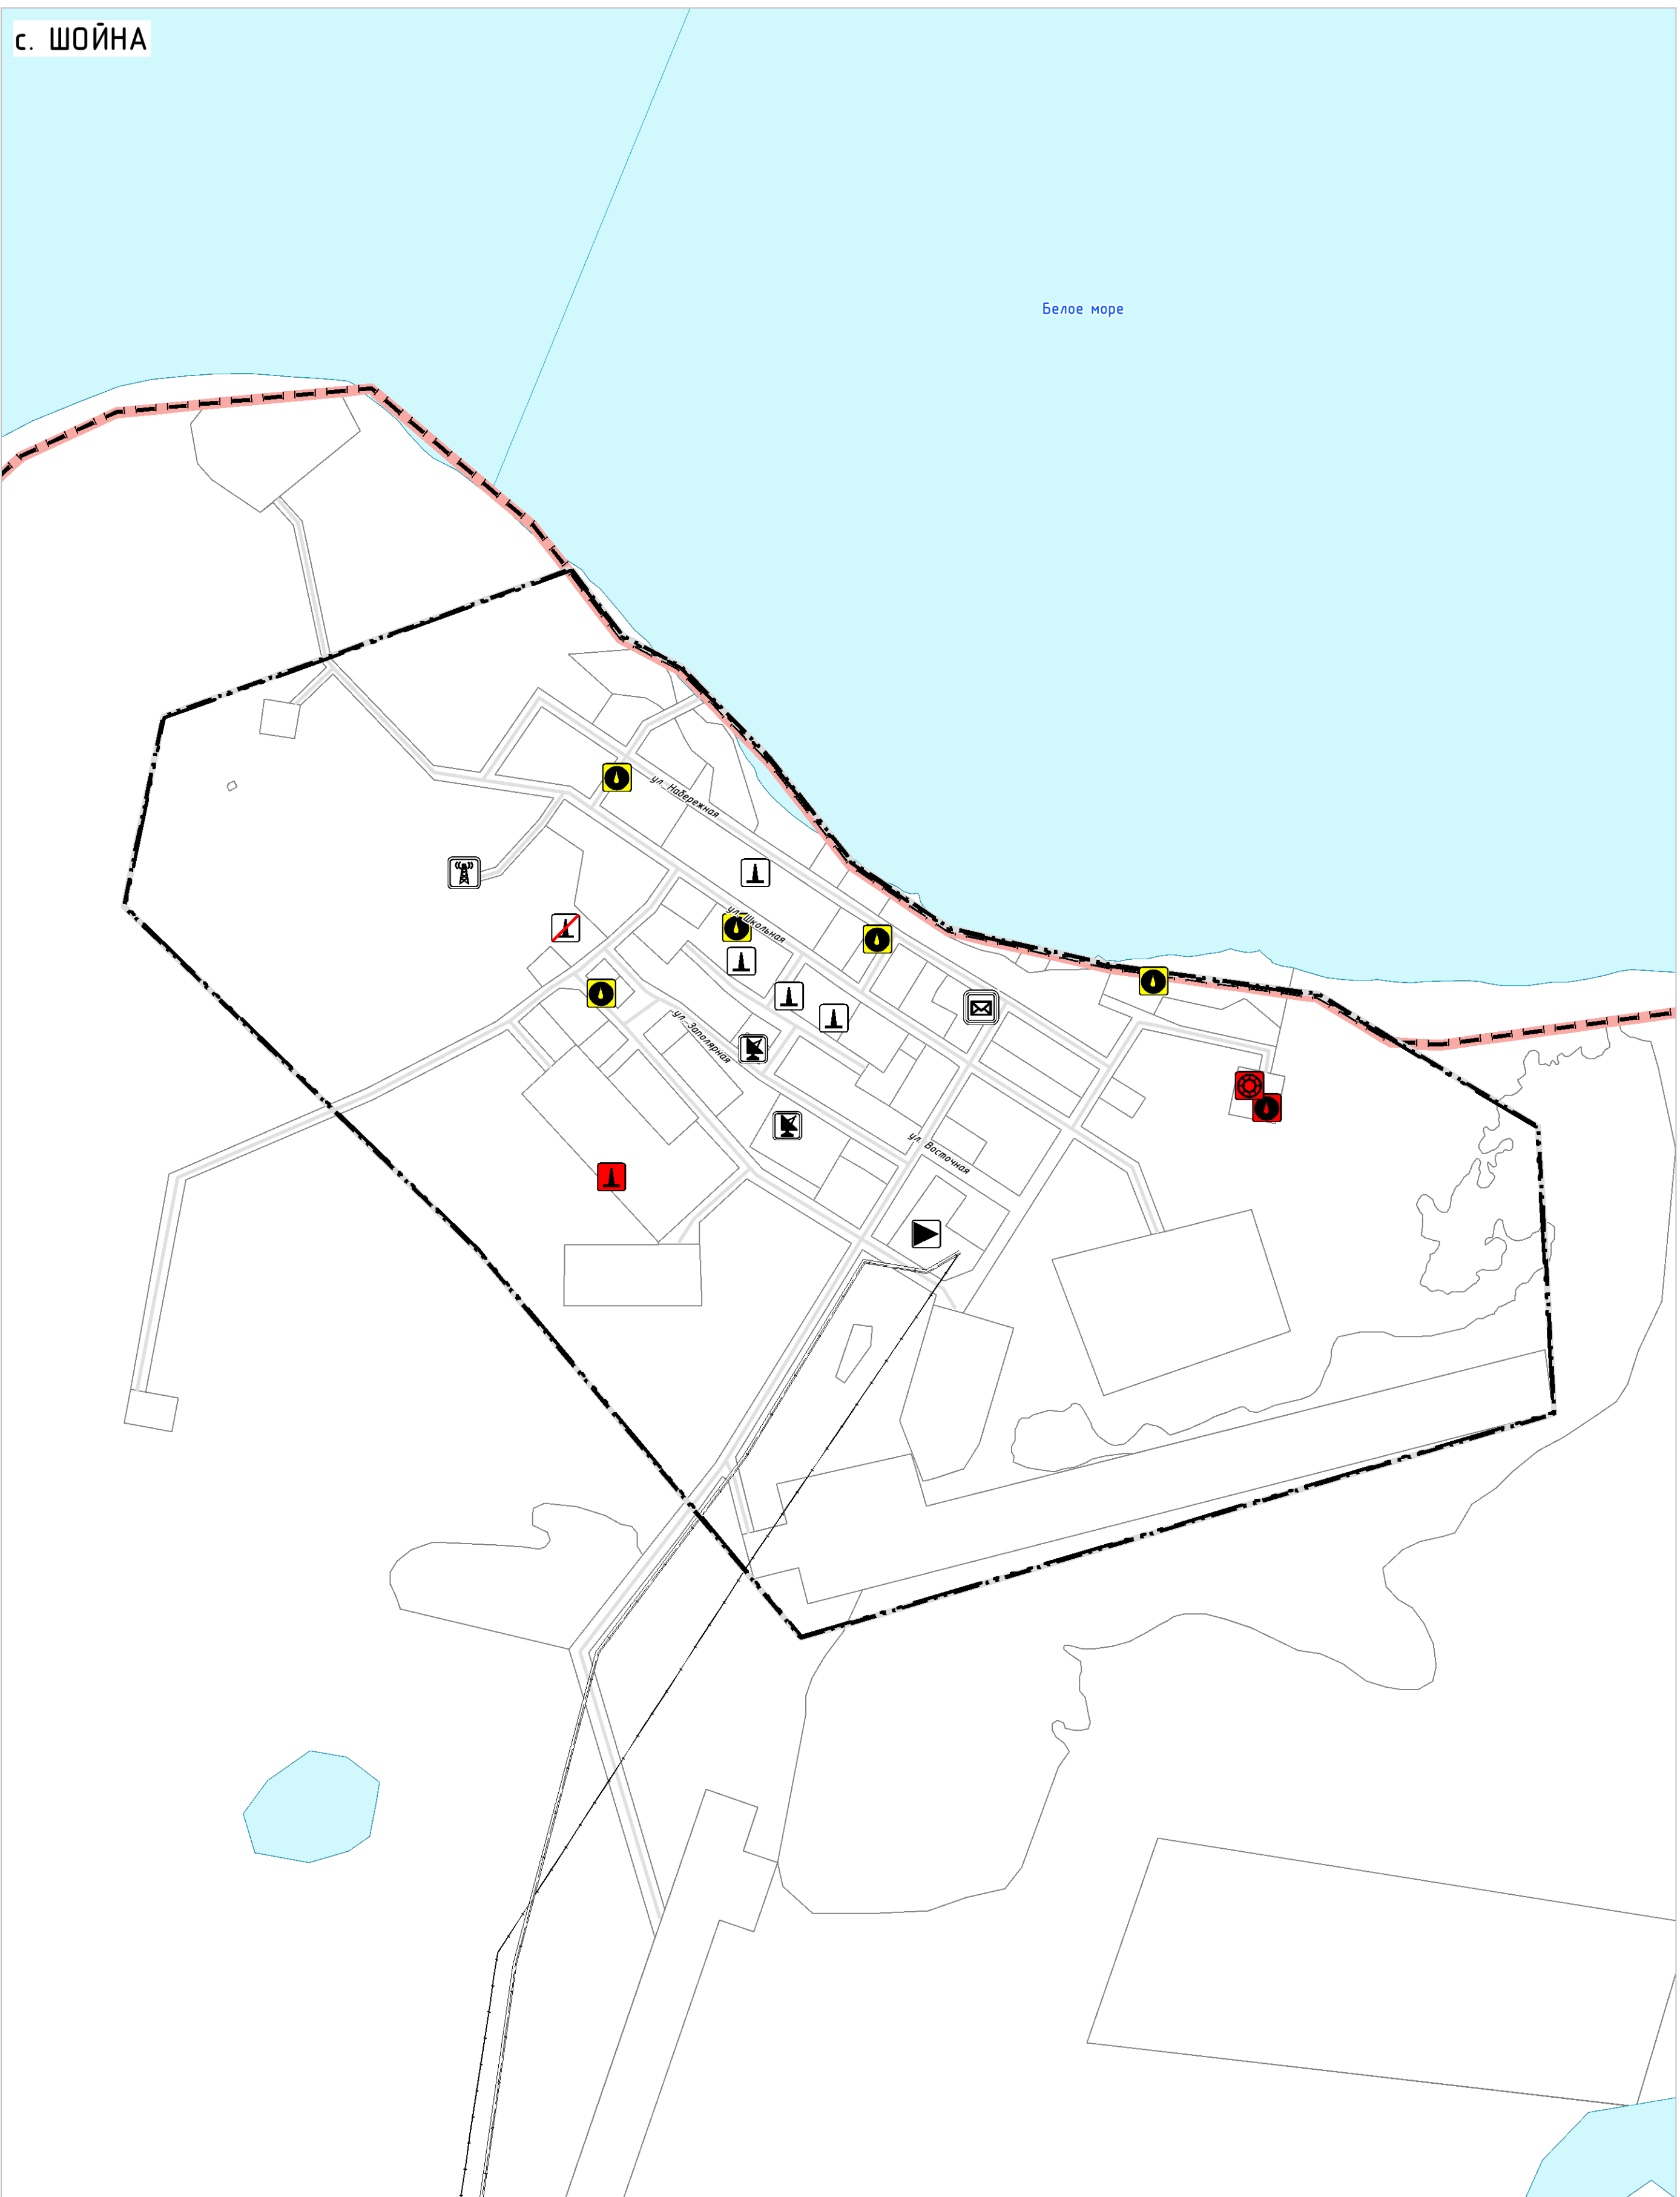 с. ШОЙНА
Белое море
ул. Набережная
ул. Школьная
ул. Заполярная
ул. Восточная